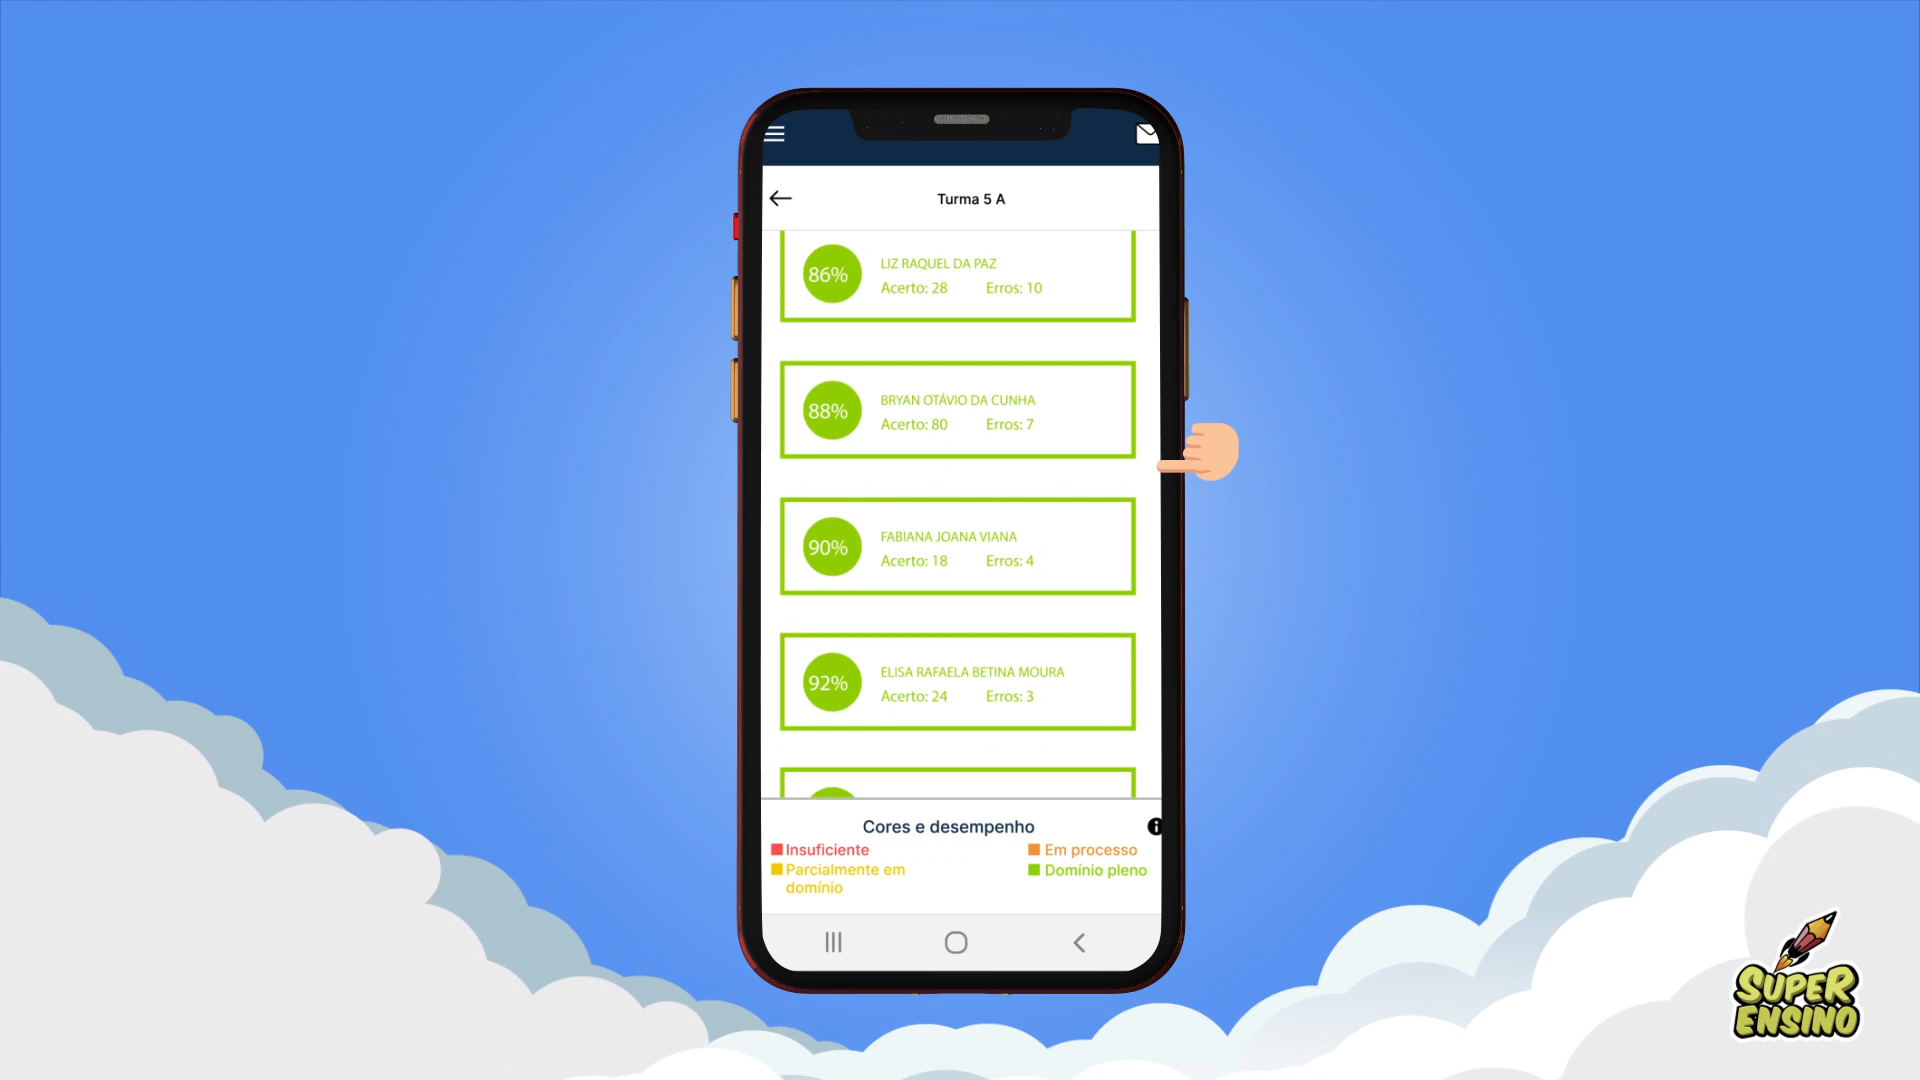 Turma 5 A
86%
LIZ RAQUEL DA PAZ
Acerto: 28 Erros: 10
88%
BRYAN OTÁVIO DA CUNHA
Acerto: 80 Erros: 7
90%
FABIANA JOANA VIANA
Acerto: 18 Erros: 4
92%
ELISA RAFAELA BETINA MOURA
Acerto: 24 Erros: 3
Cores e desempenho
Insuficiente
Em processo
Parcialmente em
domínio
Domínio pleno
SUPER
ENSINO